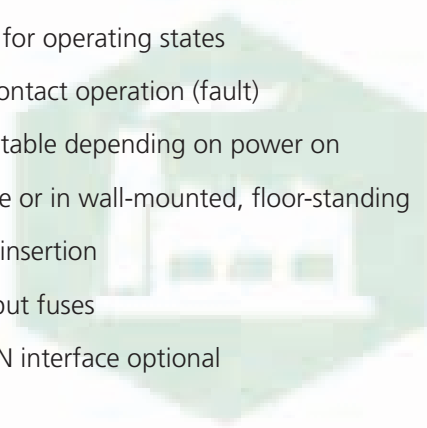 for operating states
ontact operation (fault)
table depending on power on
e or in wall-mounted, floor-standing
insertion
out fuses
N interface optional